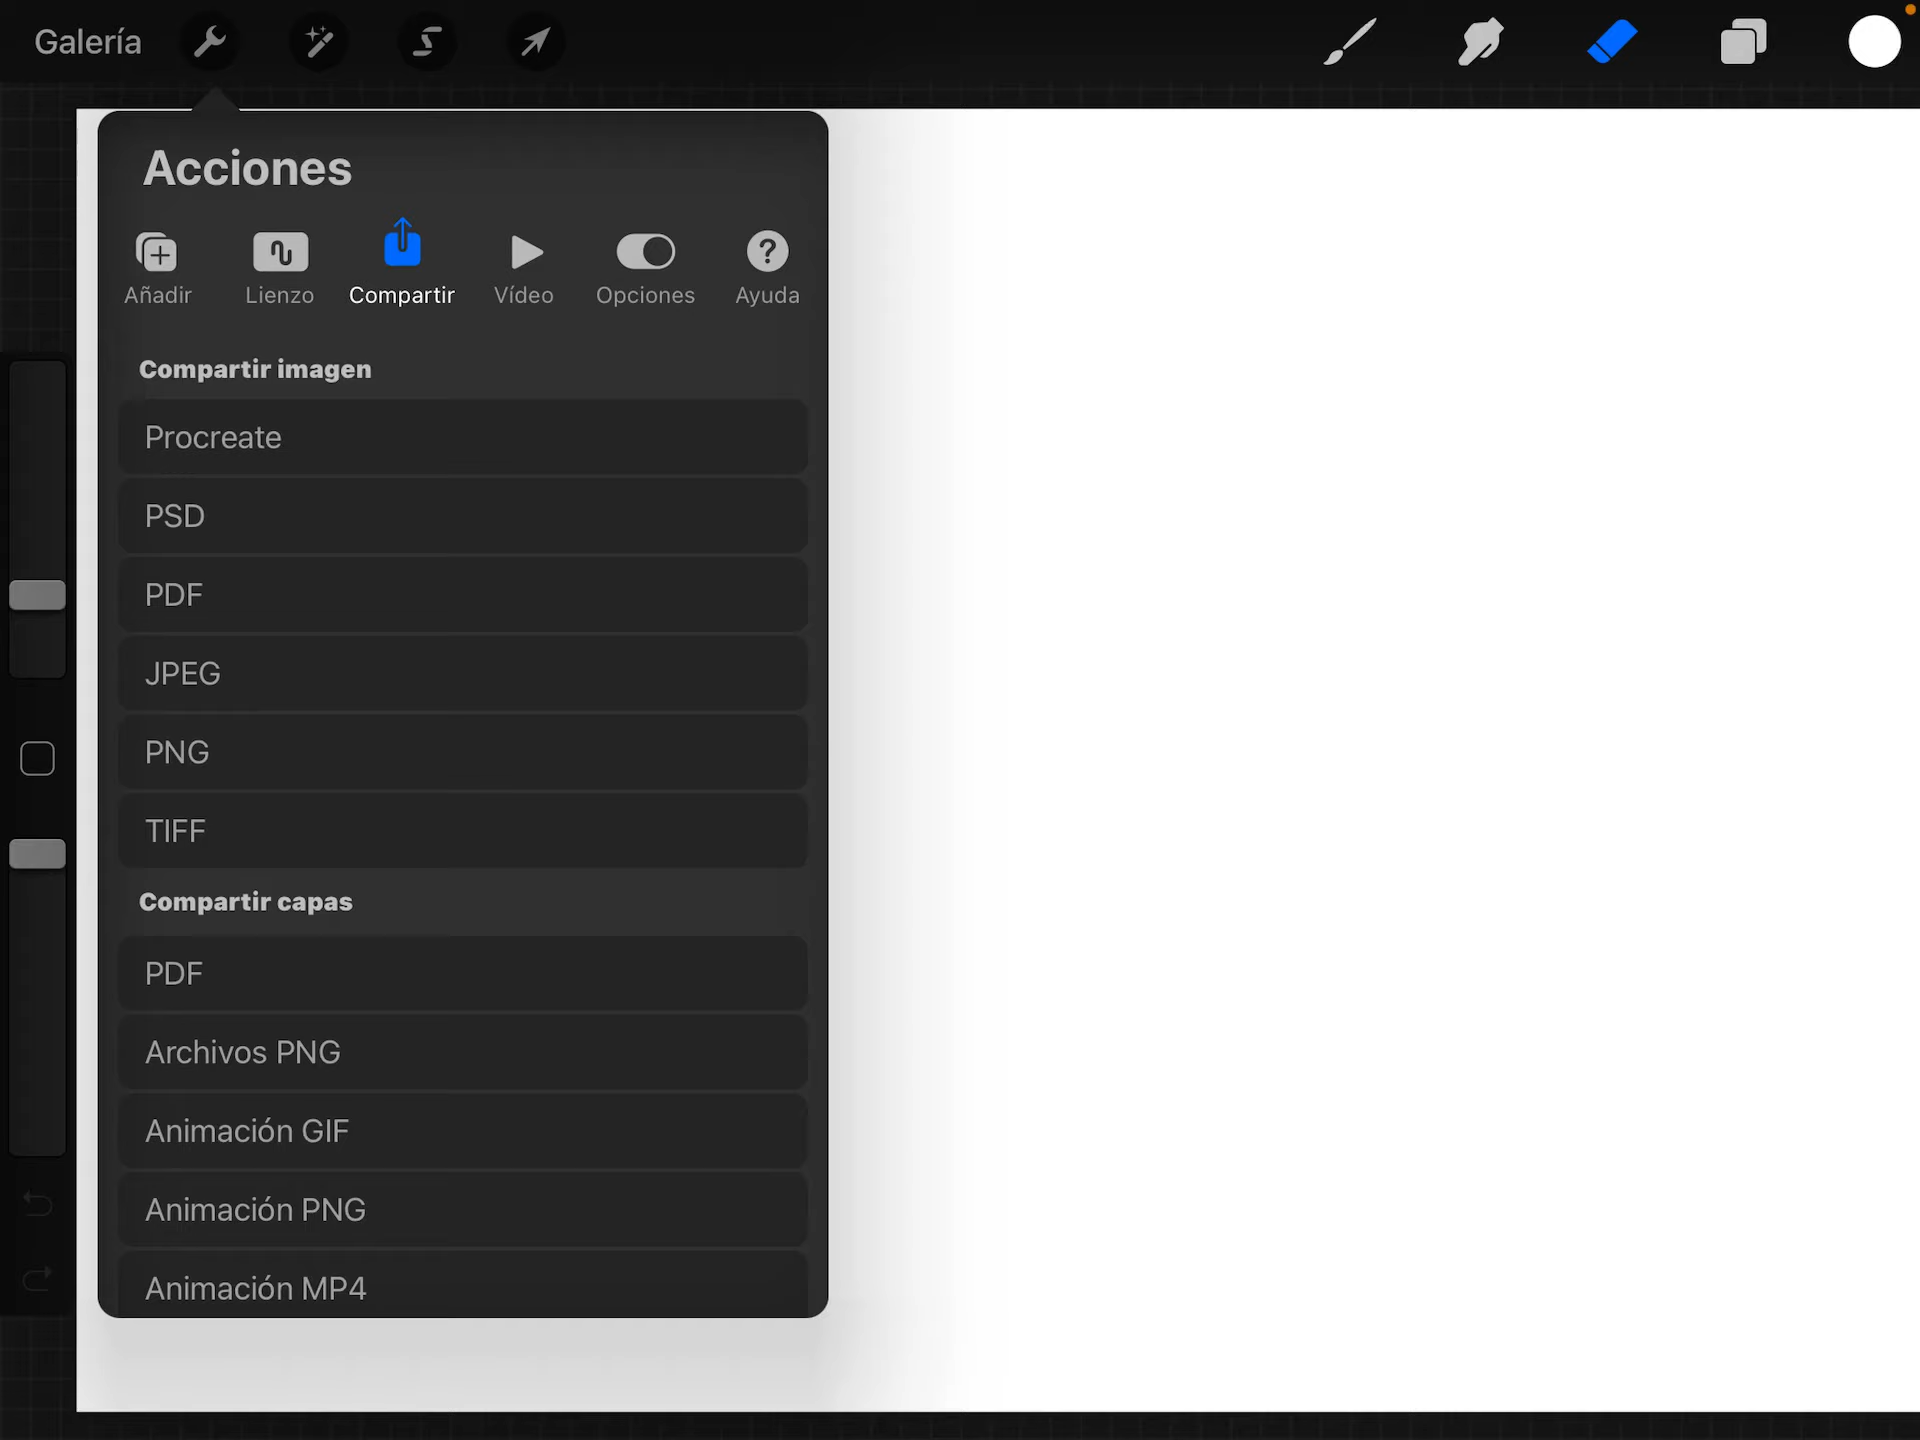 Galería
Acciones
Añadir
Lienzo
Compartir
Vídeo
Opciones
Ayuda
Compartir imagen
Procreate
PSD
PDF
JPEG
PNG
TIFF
Compartir capas
PDF
Archivos PNG
Animación GIF
Animación PNG
Animación MP4